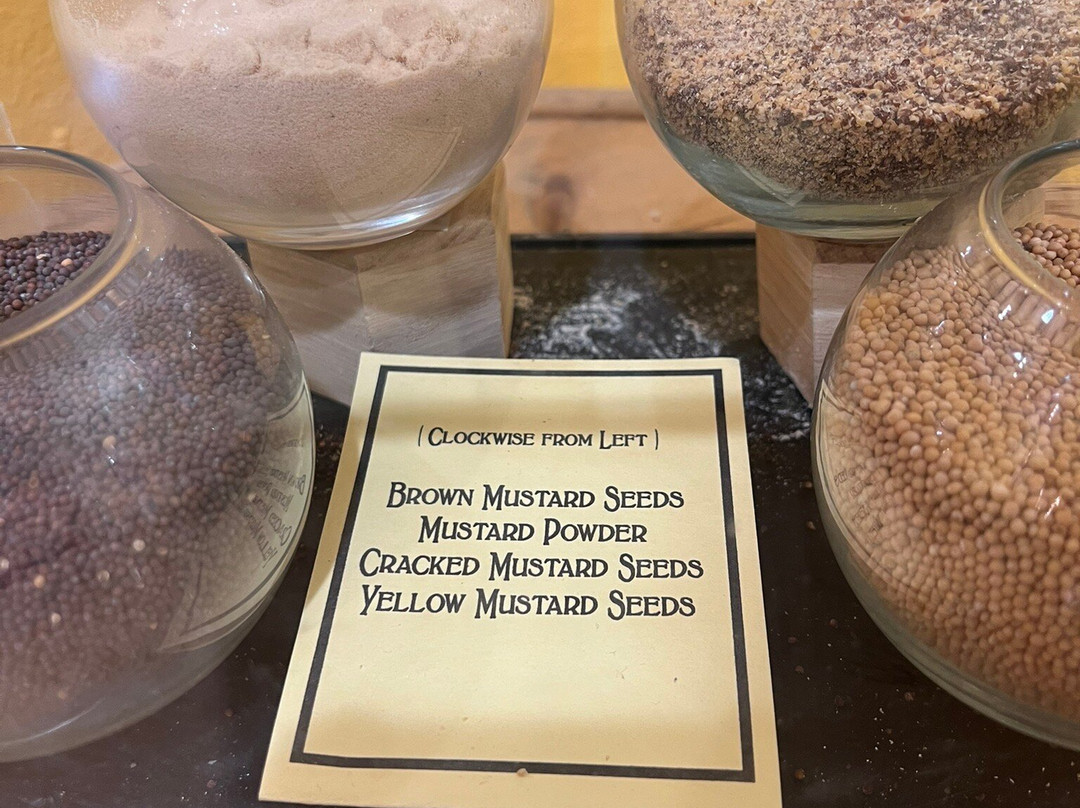 ( Clockwise from Left )
Brown Mustard Seeds
Mustard Powder
Cracked Mustard Seeds
Yellow Mustard Seeds